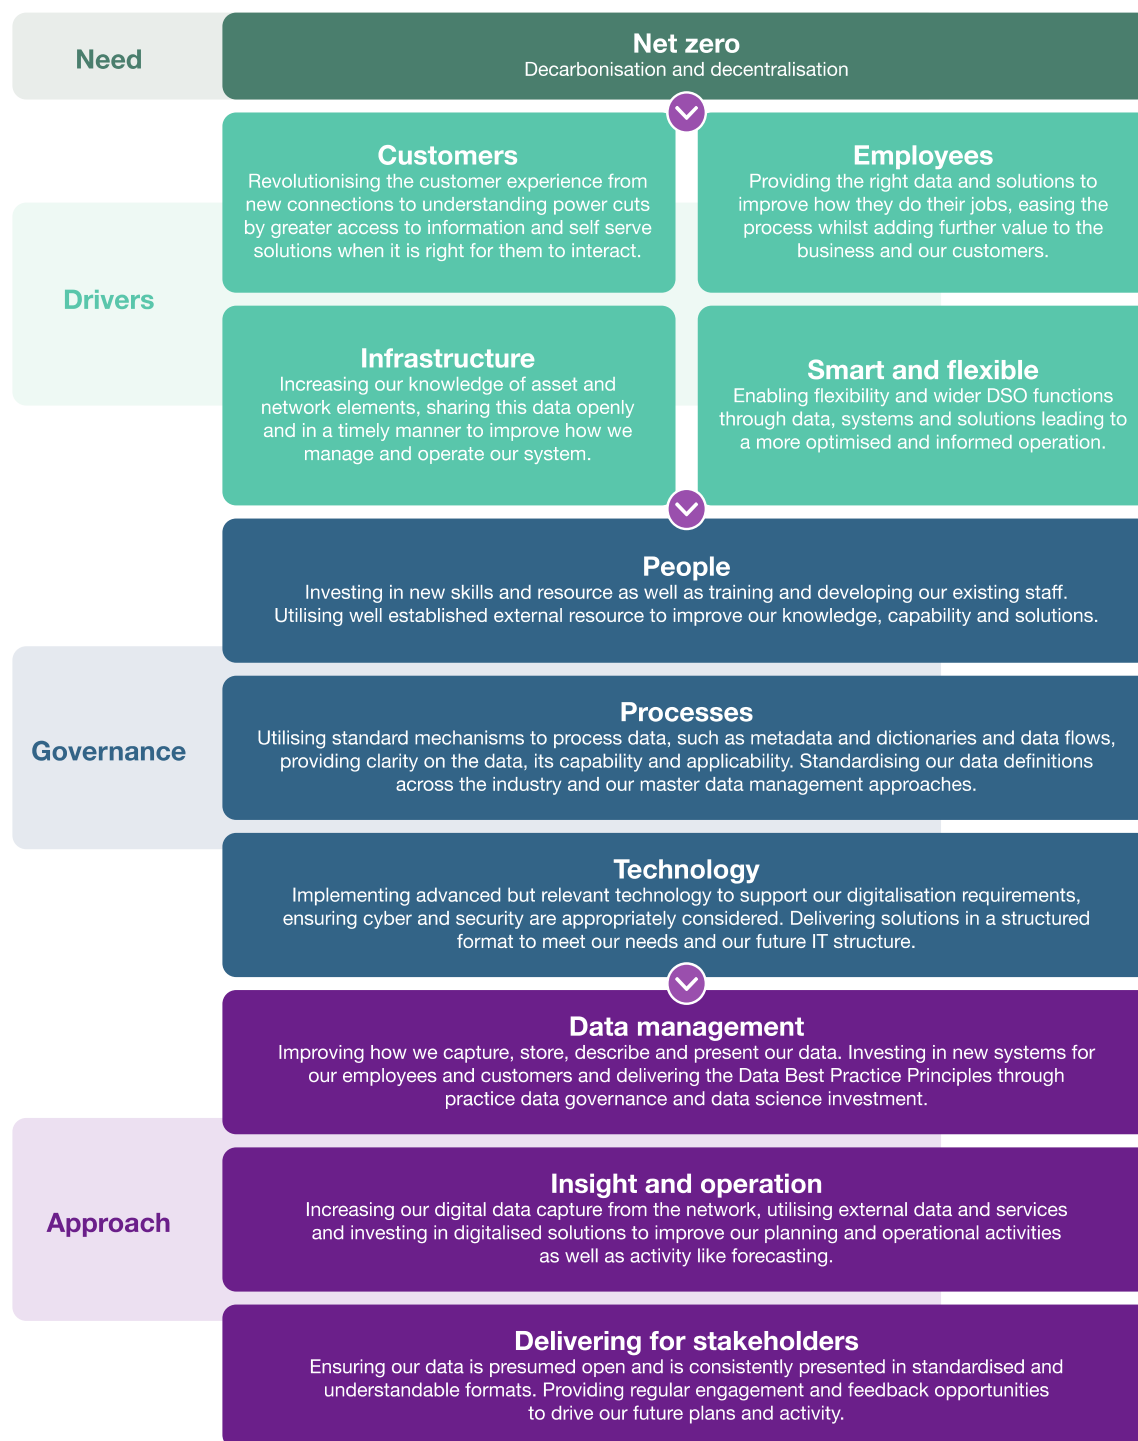 Need
Net zero
Decarbonisation and decentralisation
Drivers
Customers
Revolutionising the customer experience from
new connections to understanding power cuts
by greater access to information and self serve
solutions when it is right for them to interact.
Employees
Providing the right data and solutions to
improve how they do their jobs, easing the
process whilst adding further value to the
business and our customers.
Infrastructure
Increasing our knowledge of asset and
network elements, sharing this data openly
and in a timely manner to improve how we
manage and operate our system.
Smart and flexible
Enabling flexibility and wider DSO functions
through data, systems and solutions leading to
a more optimised and informed operation.
Governance
People
Investing in new skills and resource as well as training and developing our existing staff.
Utilising well established external resource to improve our knowledge, capability and solutions.
Processes
Utilising standard mechanisms to process data, such as metadata and dictionaries and data flows,
providing clarity on the data, its capability and applicability. Standardising our data definitions
across the industry and our master data management approaches.
Technology
Implementing advanced but relevant technology to support our digitalisation requirements,
ensuring cyber and security are appropriately considered. Delivering solutions in a structured
format to meet our needs and our future IT structure.
Approach
Data management
Improving how we capture, store, describe and present our data. Investing in new systems for
our employees and customers and delivering the Data Best Practice Principles through
practice data governance and data science investment.
Insight and operation
Increasing our digital data capture from the network, utilising external data and services
and investing in digitalised solutions to improve our planning and operational activities
as well as activity like forecasting.
Delivering for stakeholders
Ensuring our data is presumed open and is consistently presented in standardised and
understandable formats. Providing regular engagement and feedback opportunities
to drive our future plans and activity.